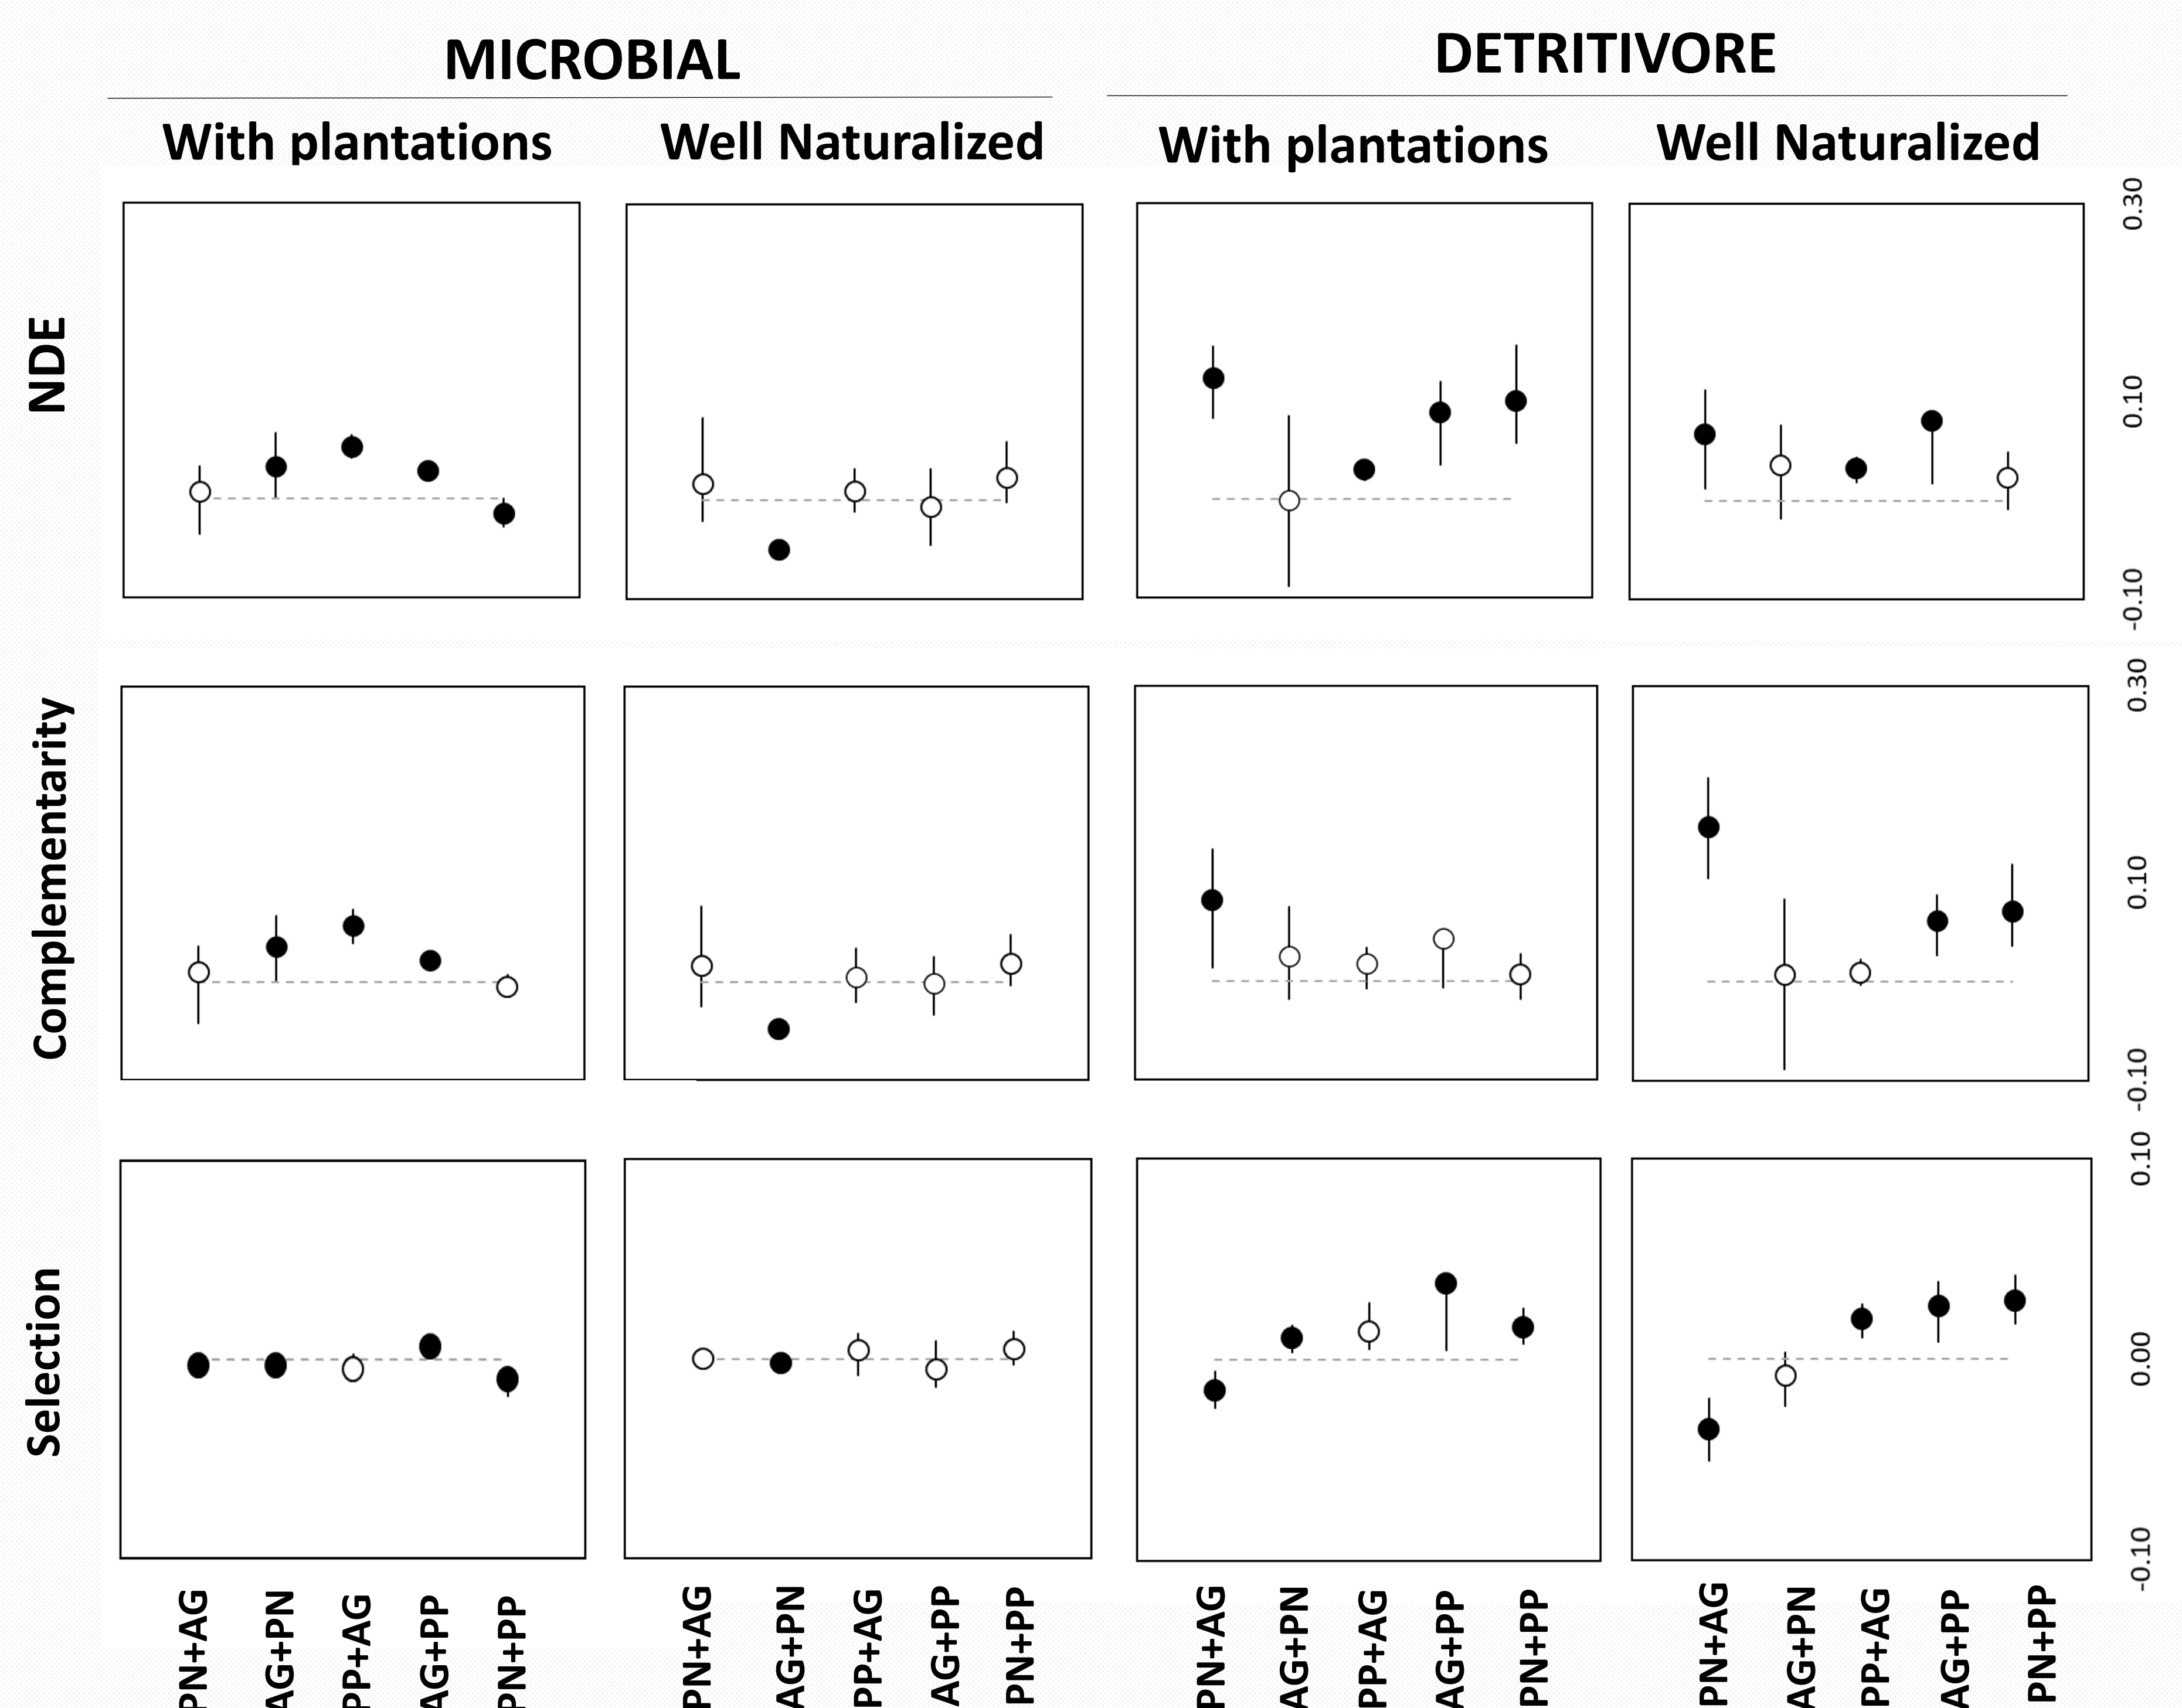 MICROBIAL
DETRITIVORE
With plantations
Well Naturalized
With plantations
Well Naturalized
NDE
0.30
0.10
-0.10
Complementarity
0.30
0.10
-0.10
Selection
0.10
0.00
-0.10
PN+AG
AG+PN
PP+AG
AG+PP
PN+PP
PN+AG
AG+PN
PP+AG
AG+PP
PN+PP
PN+AG
AG+PN
PP+AG
AG+PP
PN+PP
PN+AG
AG+PN
PP+AG
AG+PP
PN+PP